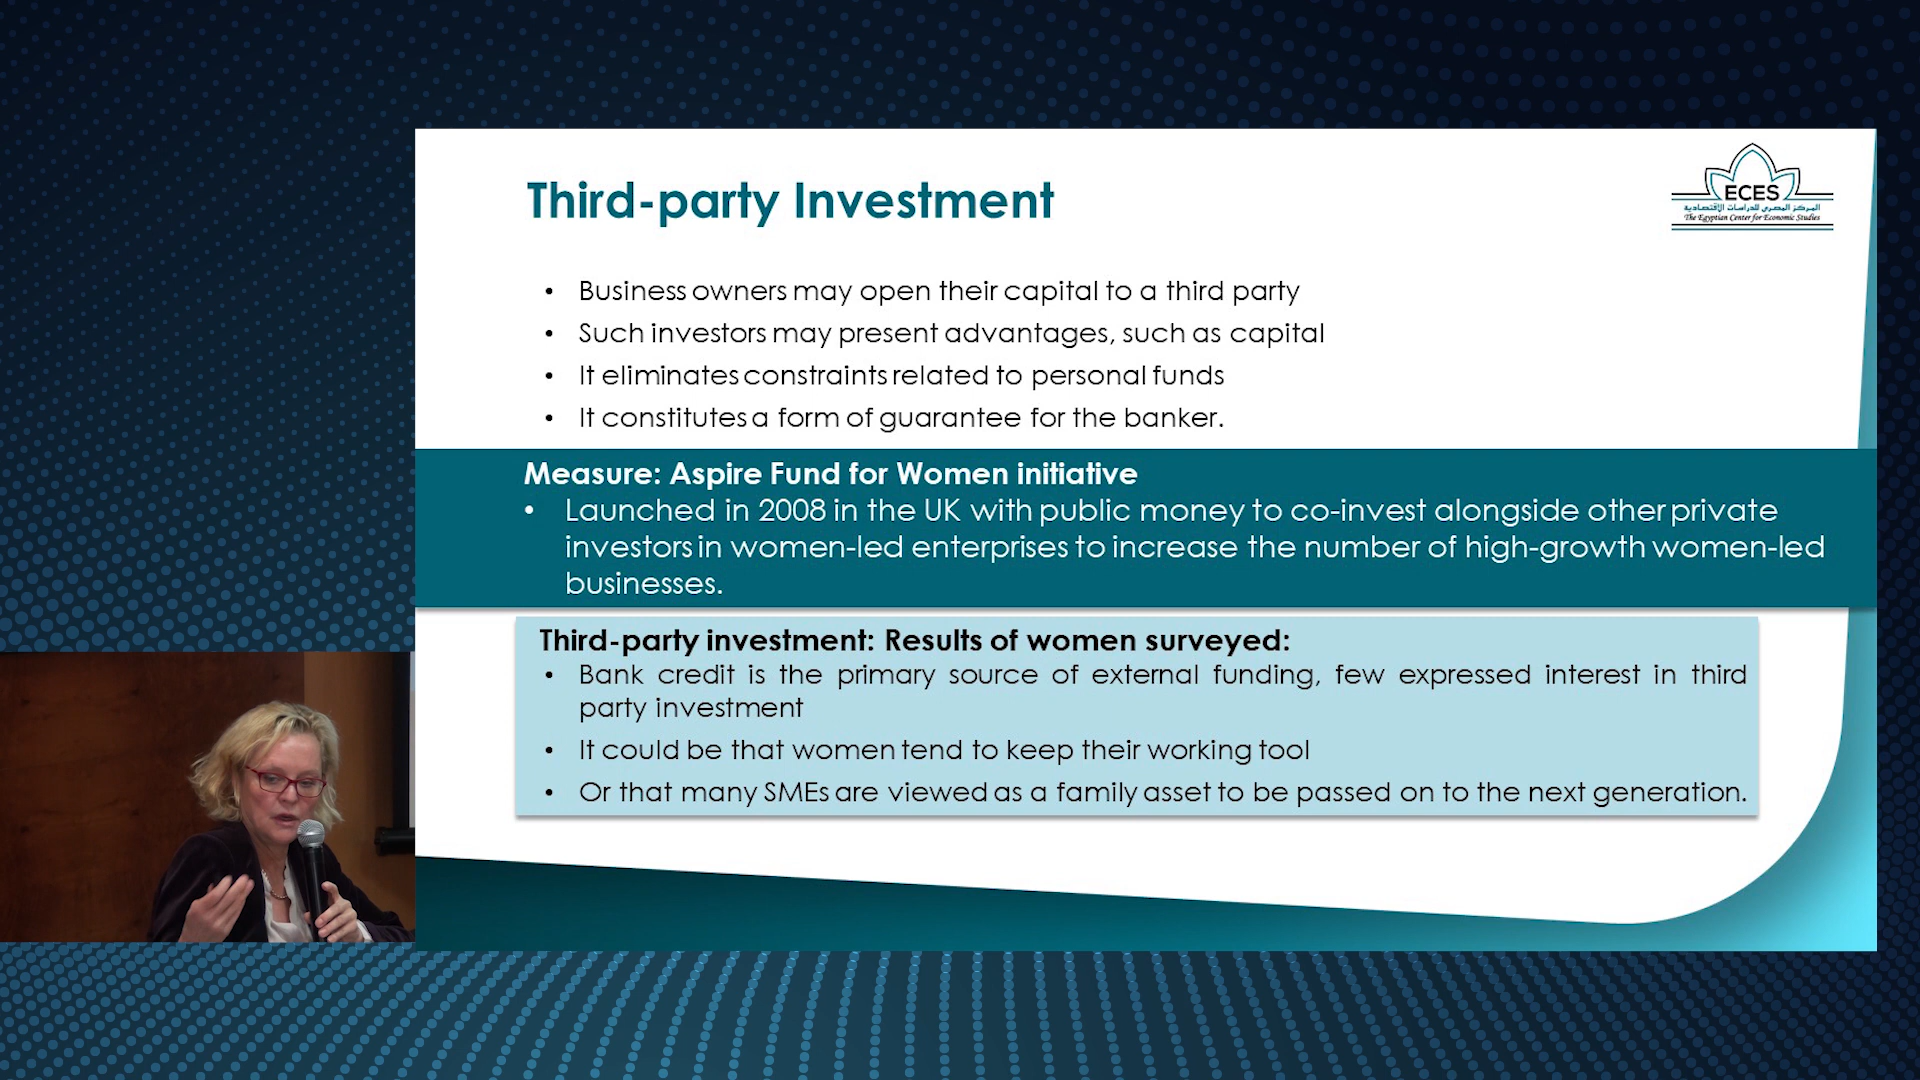 Third-party Investment
ECES
المركز المصرى للدراسات الاقتصادية
The Egyptian Center for Economic Studies
• Business owners may open their capital to a third party
• Such investors may present advantages, such as capital
• It eliminates constraints related to personal funds
• It constitutes a form of guarantee for the banker.
Measure: Aspire Fund for Women initiative
• Launched in 2008 in the UK with public money to co-invest alongside other private
investors in women-led enterprises to increase the number of high-growth women-led
businesses.
Third-party investment: Results of women surveyed:
• Bank credit is the primary source of external funding, few expressed interest in third
party investment
• It could be that women tend to keep their working tool
• Or that many SMEs are viewed as a family asset to be passed on to the next generation.